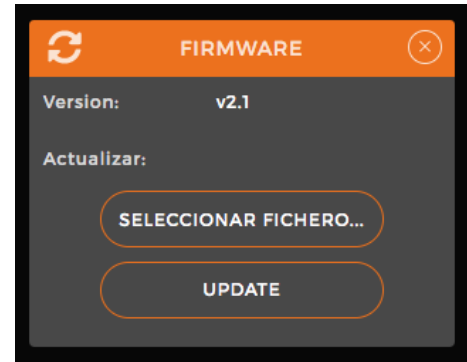 FIRMWARE
Version: v2.1
Actualizar:
SELECCIONAR FICHERO...
UPDATE